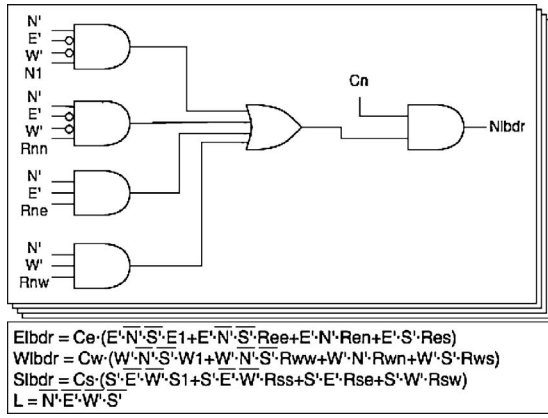 N'
E'
W'
N1
N'
E'
W'
Rnn
N'
E'
Rne
N'
W'
Rnw
Cn
Nlbdr
Elbdr = Ce·(E'·N̅'·S̅'·E1+E'·N̅'·S̅'·Ree+E'·N'·Ren+E'·S'·Res)
Wlbdr = Cw·(W'·N̅'·S̅'·W1+W'·N̅'·S̅'·Rww+W'·N'·Rwn+W'·S'·Rws)
Slbdr = Cs·(S'·E̅'·W̅'·S1+S'·E̅'·W̅'·Rss+S'·E'·Rse+S'·W'·Rsw)
L = N̅'·E̅'·W̅'·S̅'